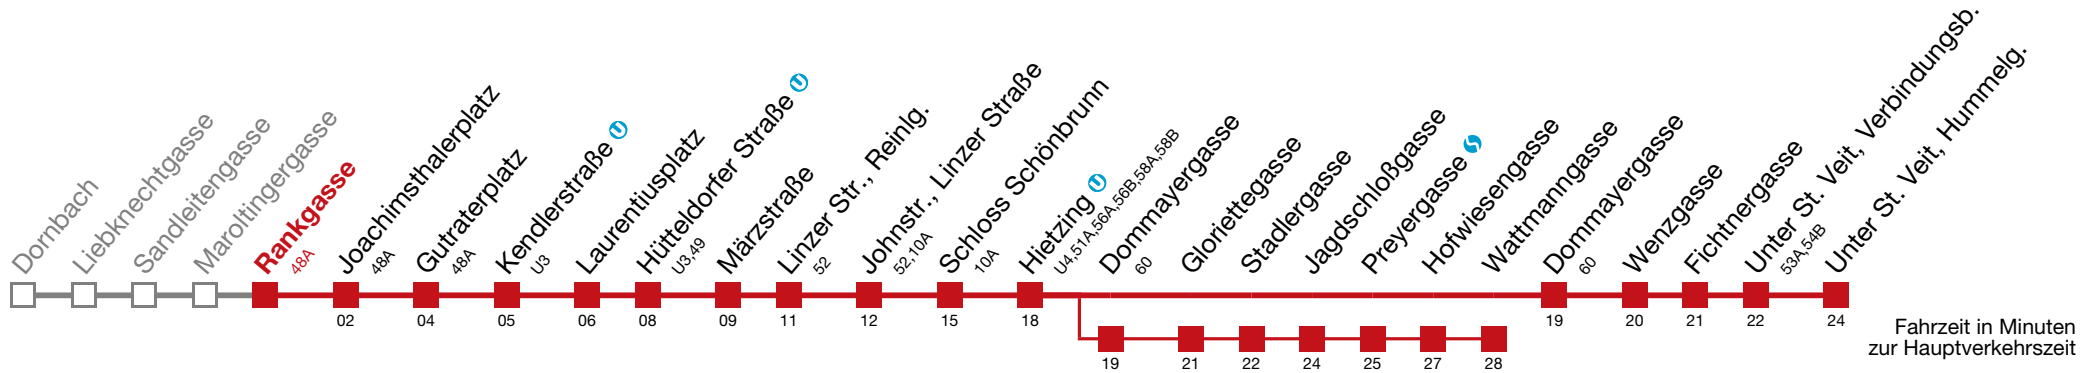 Dornbach
Liebknechtgasse
Sandleitengasse
Maroltingergasse
Rankgasse
48A
Joachimsthalerplatz
48A
Gutraterplatz
48A
Kendlerstraße U
U3
Laurentiusplatz
Hütteldorfer Straße U
U3,49
Märzstraße
Linzer Str., Reinlg.
52
Johnstr., Linzer Straße
52,10A
Schloss Schönbrunn
10A
Hietzing U
U4,51A,56A,56B,58A,58B
Dommayergasse
60
Gloriettegasse
Stadlergasse
Jagdschloßgasse
Preyergasse S
Hofwiesengasse
Wattmanngasse
Dommayergasse
60
Wenzgasse
Fichtnergasse
Unter St. Veit, Verbindungsb.
53A,54B
Unter St. Veit, Hummelg.
02 04 05 06 08 09 11 12 15 18 19 20 21 22 24
19 21 22 24 25 27 28
Fahrzeit in Minuten
zur Hauptverkehrszeit